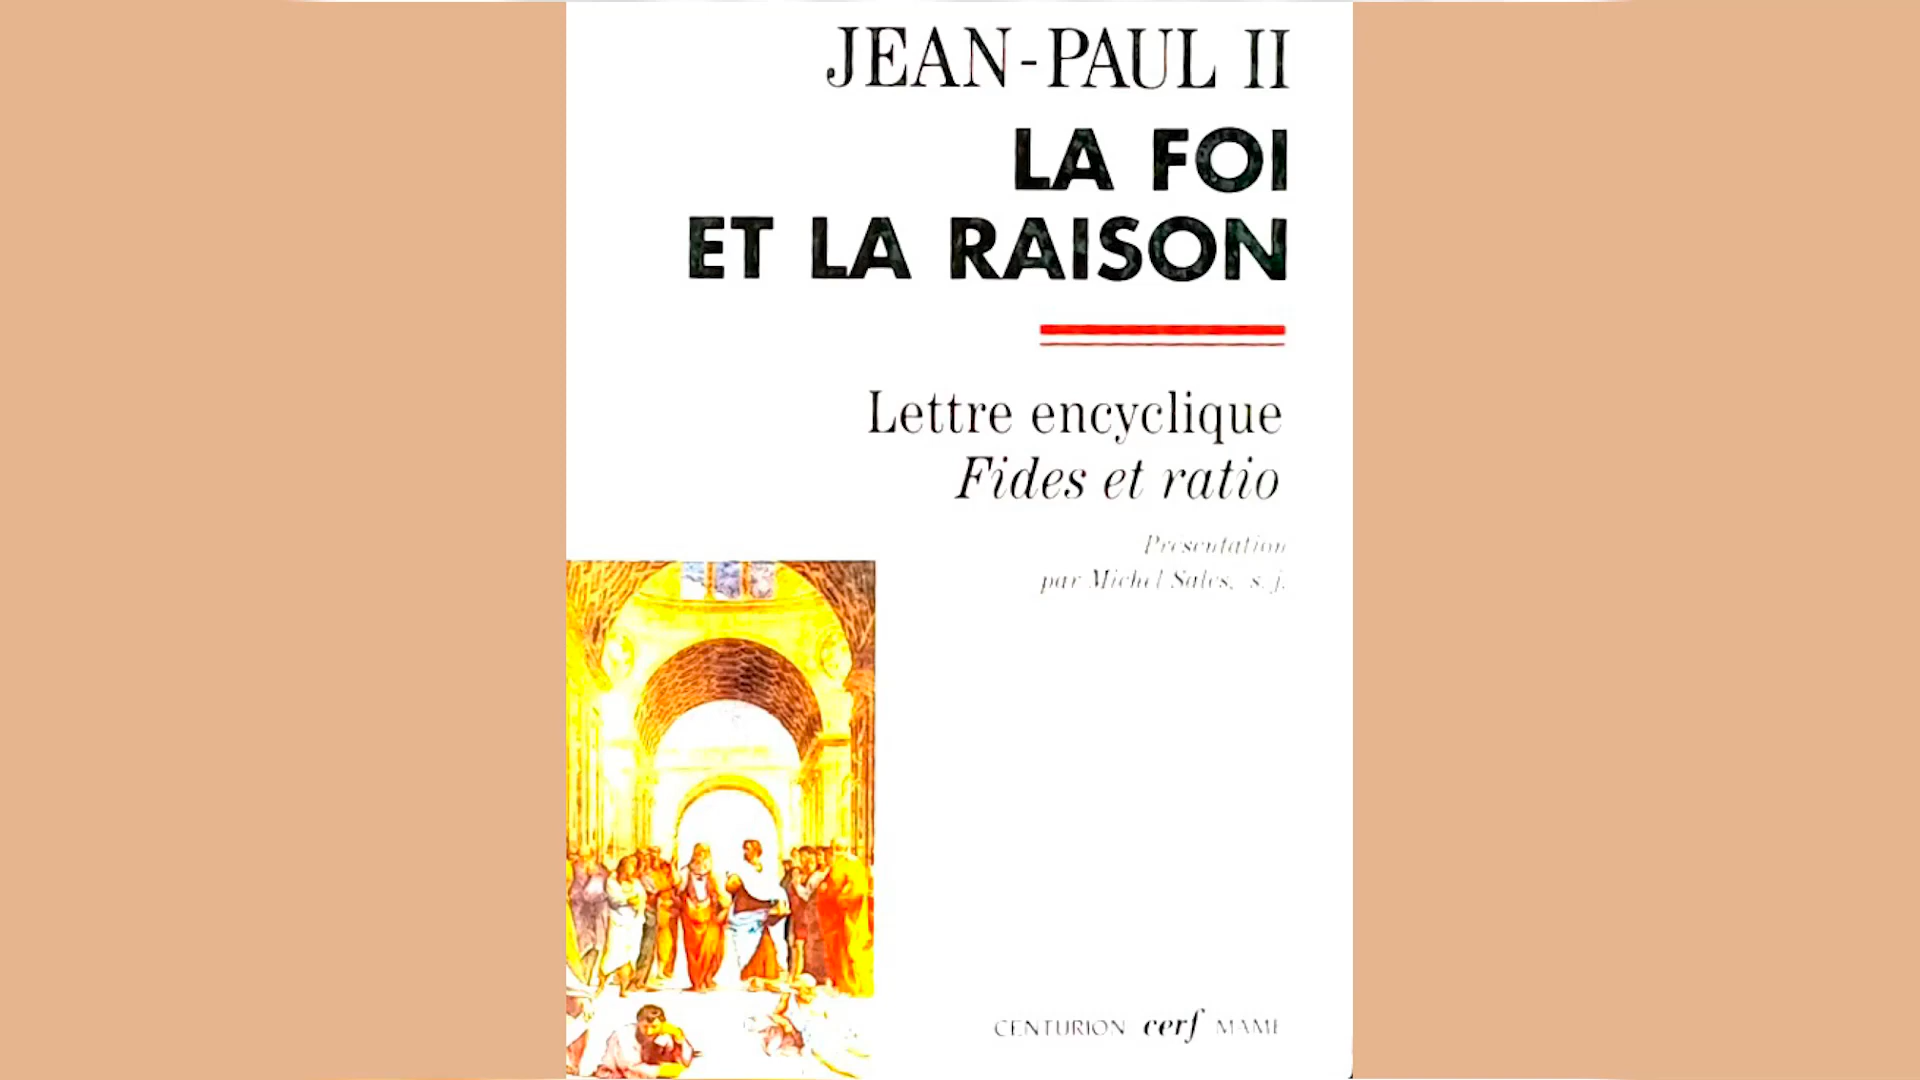 JEAN-PAUL II
LA FOI
ET LA RAISON
Lettre encyclique
Fides et ratio
Présentation
par Michel Sales, s. j.
CENTURION cerf MAME